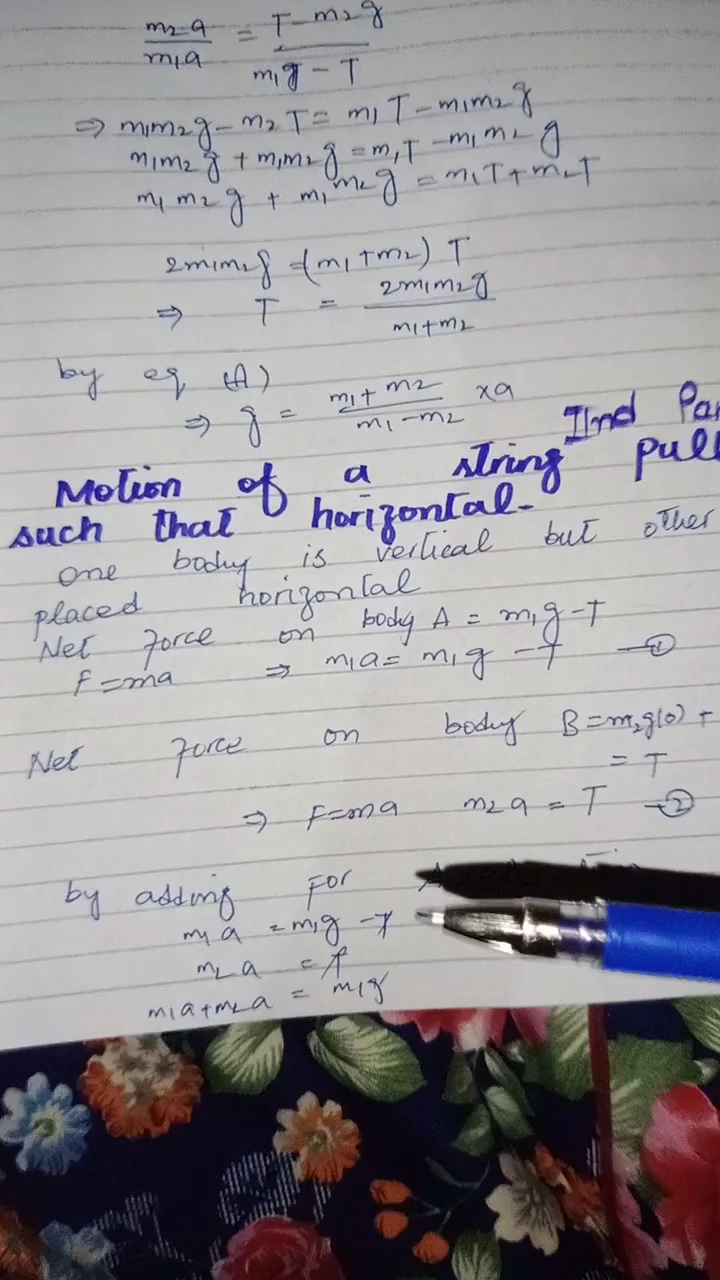 m₂a/m₁a = T-m₂g/m₁g-T
⇒ m₁m₂g-m₂T = m₁T-m₁m₂g
m₁m₂g+m₁m₂g=m₁T-m₁m₂g
m₁m₂g+m₁m₂g=m₁T+m₂T
2m₁m₂g=(m₁+m₂)T
⇒ T = 2m₁m₂g/m₁+m₂
by eq (A)
⇒ g = m₁+m₂/m₁-m₂ ×a
IInd Pa
Motion of a string pull
such that horizontal-
one body is vertical but other
placed horizontal
Net force on body A = m₁g-T
F=ma ⇒ m₁a= m₁g -T -①
Net force on body B=m₂g(0)+
= T
⇒ F=ma m₂a = T -②
by adding For
m₁a = m₁g -T
m₂a = T
m₁a+m₂a = m₁g